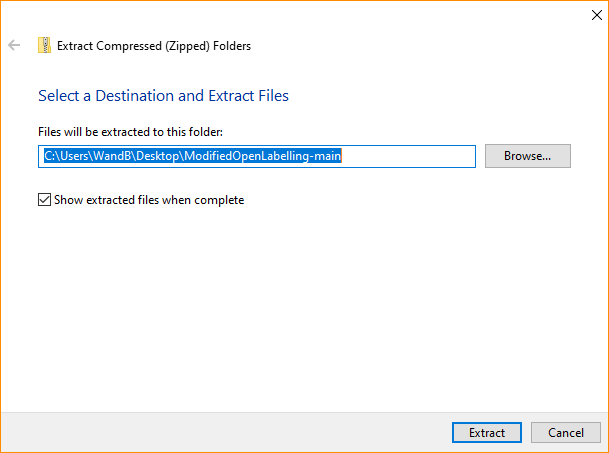 Extract Compressed (Zipped) Folders
Select a Destination and Extract Files
Files will be extracted to this folder:
C:\Users\WandB\Desktop\ModifiedOpenLabelling-main
Browse...
Show extracted files when complete
Extract
Cancel